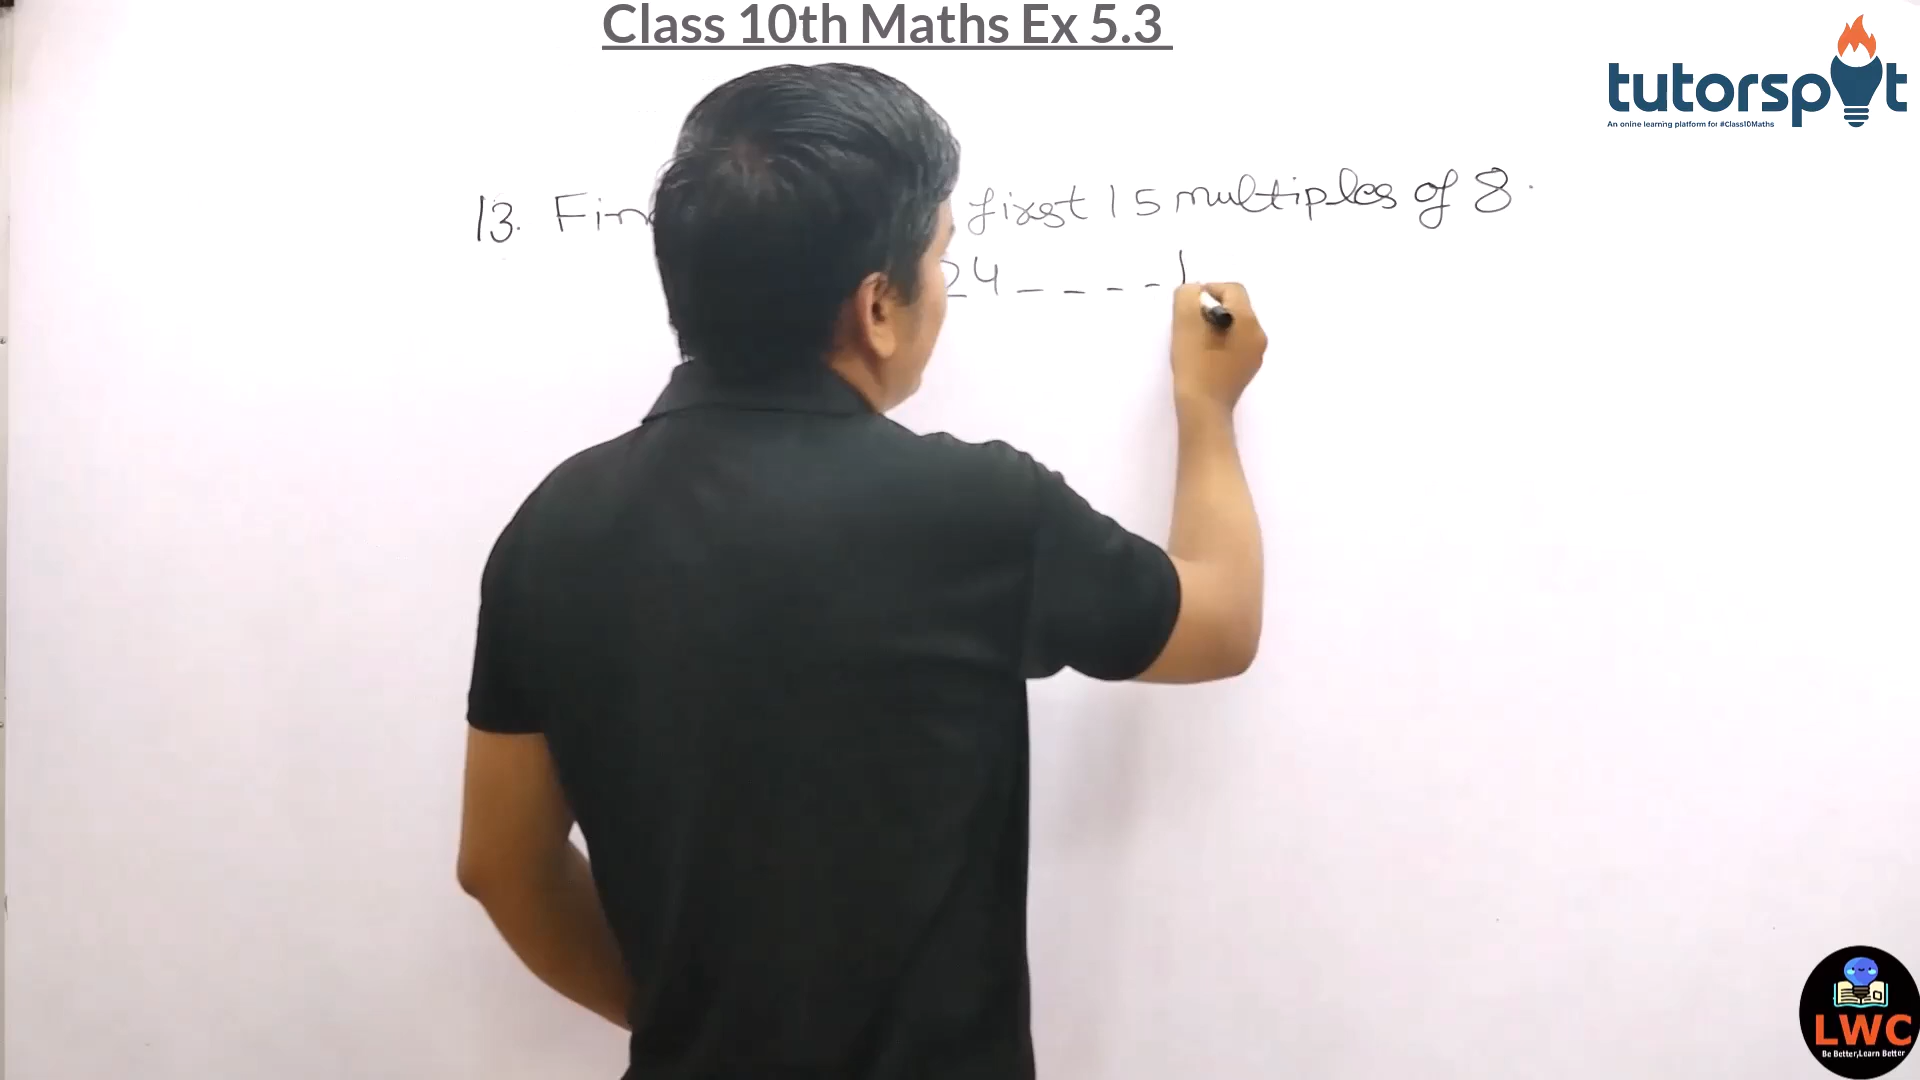 Class 10th Maths Ex 5.3
tutorspot
An online learning platform for #Class10Maths
13. Fin first 15 multiples of 8.
24 _ _ _ _ 1
LWC
Be Better,Learn Better